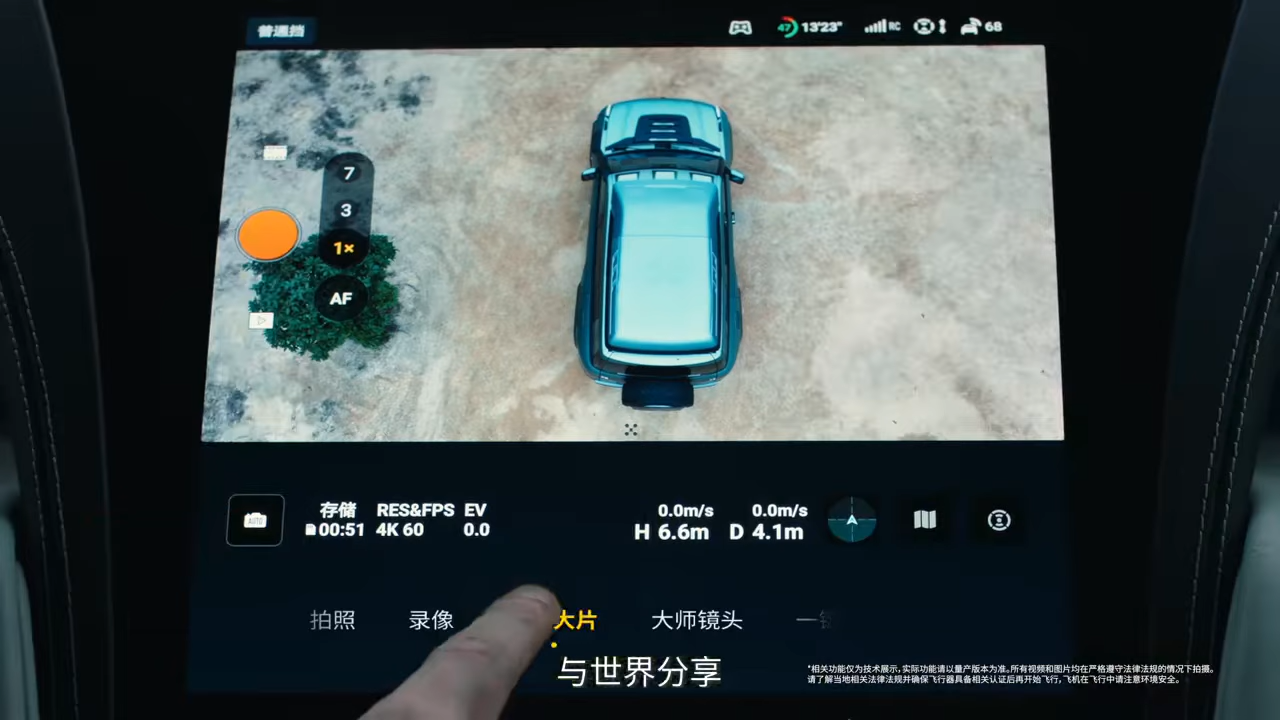 普通挡
47 13'23" RC 68
7
3
1×
AF
AUTO
存储 RES&FPS EV
00:51 4K 60 0.0
0.0m/s 0.0m/s
H 6.6m D 4.1m
拍照 录像 大片 大师镜头 一
与世界分享
*相关功能仅为技术展示,实际功能请以量产版本为准。所有视频和图片均在严格遵守法律法规的情况下拍摄。
请了解当地相关法律法规并确保飞行器具备相关认证后再开始飞行,飞机在飞行中请注意环境安全。